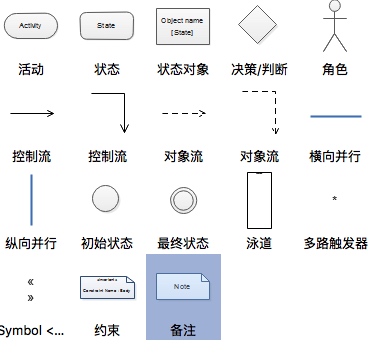 Activity
State
Object name
[State]
活动
状态
状态对象
决策/判断
角色
控制流
控制流
对象流
对象流
横向并行
纵向并行
初始状态
最终状态
泳道
*
多路触发器
«
»
Constraint Name : Body
Note
Symbol <...
约束
备注